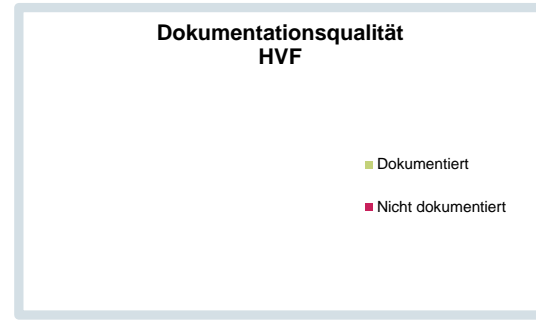 Dokumentationsqualität
HVF
Dokumentiert
Nicht dokumentiert